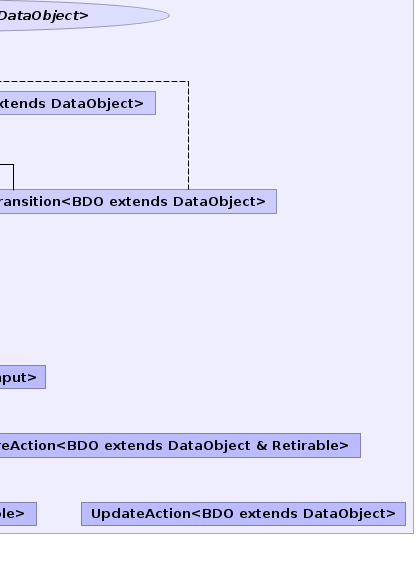 DataObject>
xtends DataObject>
ransition<BDO extends DataObject>
put>
eAction<BDO extends DataObject & Retirable>
le>
UpdateAction<BDO extends DataObject>